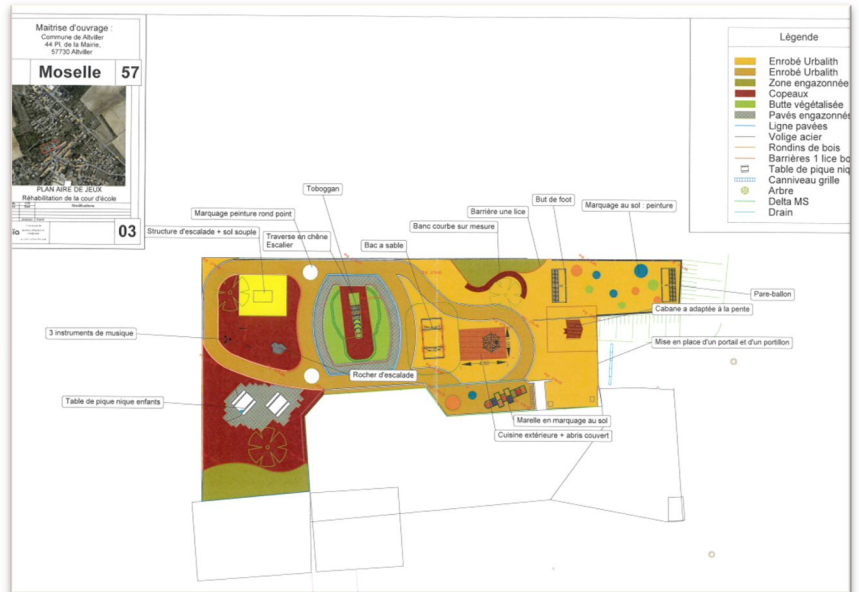 Maitrise d'ouvrage :
Commune de Altviller
44 Pl. de la Mairie,
57730 Altviller
Moselle 57
PLAN AIRE DE JEUX
Réhabilitation de la cour d'école
03
Légende
Enrobé Urbalith
Enrobé Urbalith
Zone engazonnée
Copeaux
Butte végétalisée
Pavés engazonné
Ligne pavées
Volige acier
Rondins de bois
Barrières 1 lice bo
Table de pique niq
Canniveau grille
Arbre
Delta MS
Drain
Toboggan
Marquage peinture rond point
Structure d'escalade + sol souple
Traverse en chêne
Escalier
Bac a sable
Banc courbe sur mesure
Barrière une lice
But de foot
Marquage au sol : peinture
Pare-ballon
Cabane a adaptée à la pente
Mise en place d'un portail et d'un portillon
3 instruments de musique
Rocher d'escalade
Table de pique nique enfants
Marelle en marquage au sol
Cuisine extérieure + abris couvert